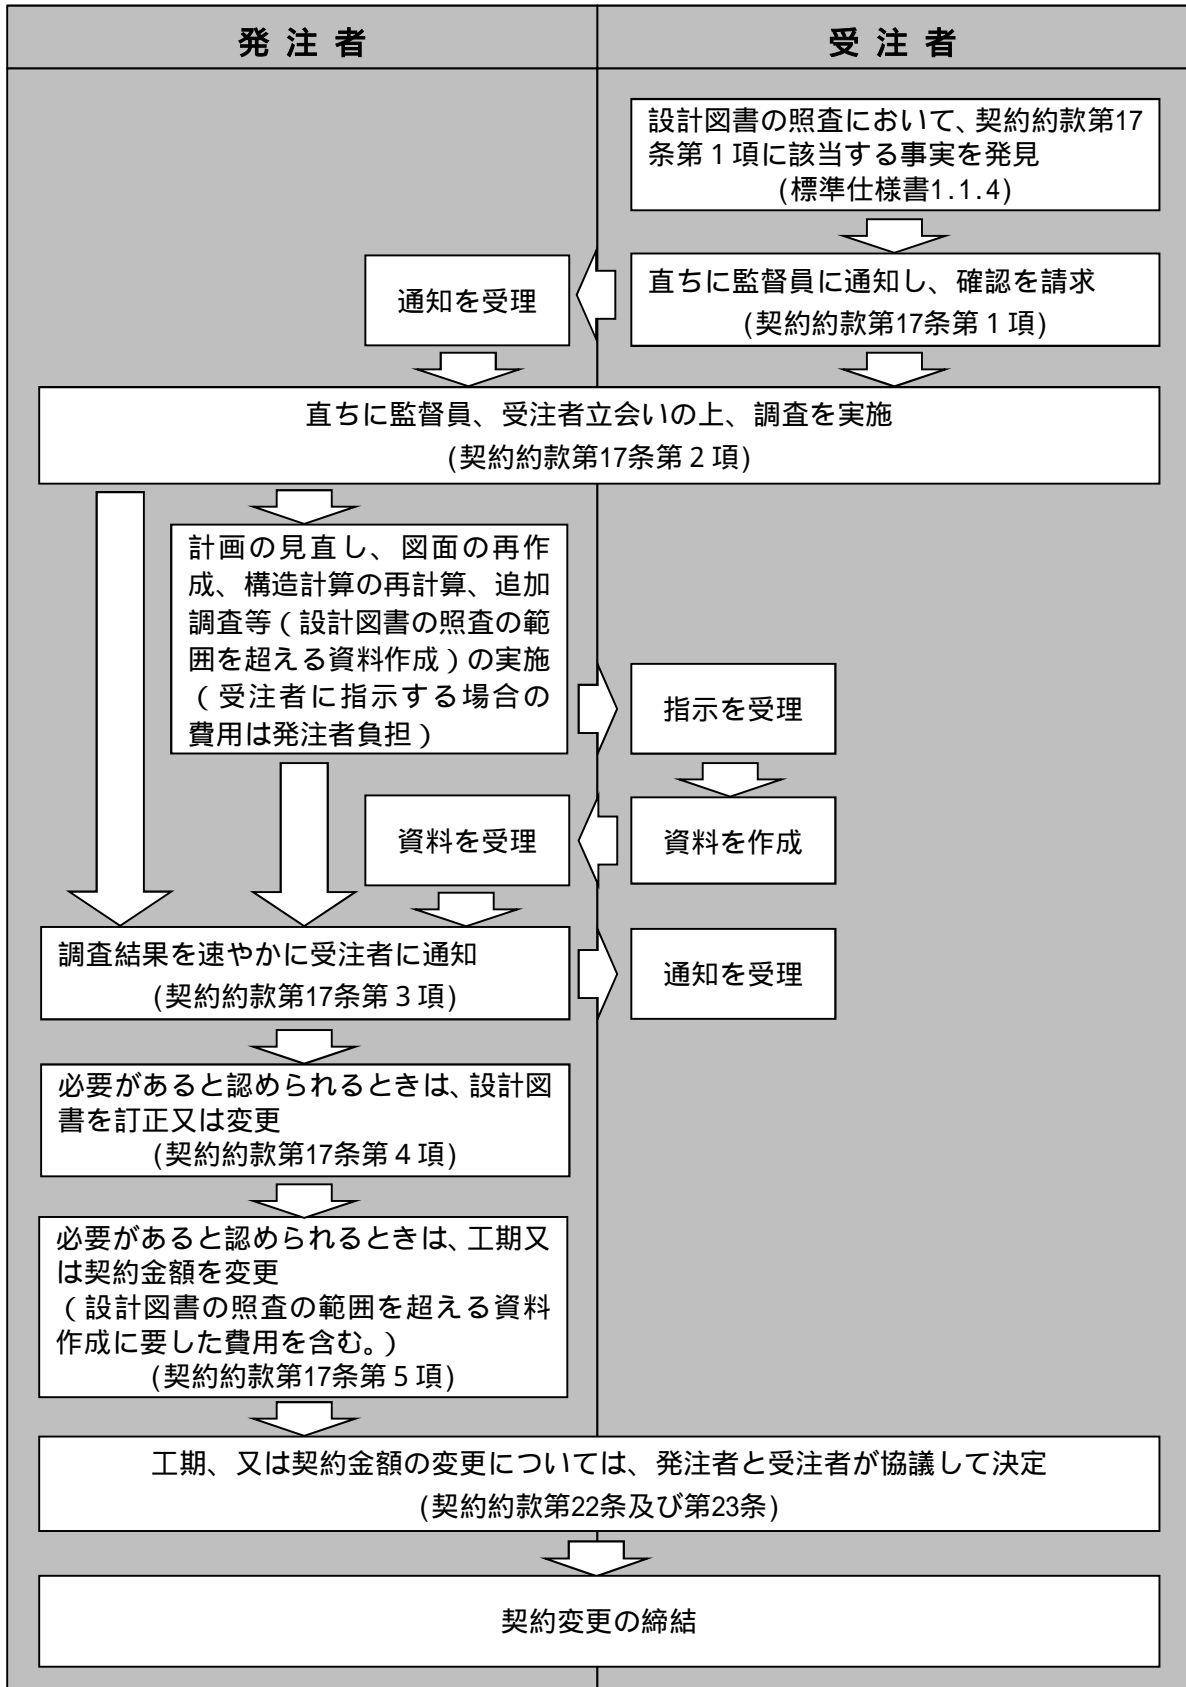 発 注 者
受 注 者
設計図書の照査において、契約約款第17
条第１項に該当する事実を発見
(標準仕様書1.1.4)
直ちに監督員に通知し、確認を請求
(契約約款第17条第１項)
通知を受理
直ちに監督員、受注者立会いの上、調査を実施
(契約約款第17条第２項)
計画の見直し、図面の再作
成、構造計算の再計算、追加
調査等（設計図書の照査の範
囲を超える資料作成）の実施
（受注者に指示する場合の
費用は発注者負担）
指示を受理
資料を受理
資料を作成
調査結果を速やかに受注者に通知
(契約約款第17条第３項)
通知を受理
必要があると認められるときは、設計図
書を訂正又は変更
(契約約款第17条第４項)
必要があると認められるときは、工期又
は契約金額を変更
（設計図書の照査の範囲を超える資料
作成に要した費用を含む。）
(契約約款第17条第５項)
工期、又は契約金額の変更については、発注者と受注者が協議して決定
(契約約款第22条及び第23条)
契約変更の締結